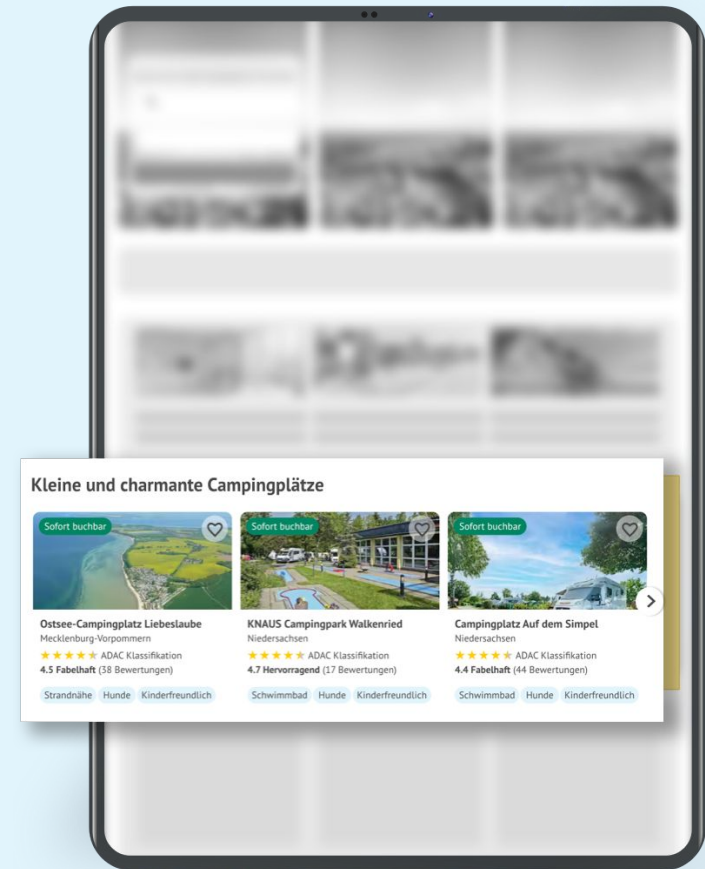 Kleine und charmante Campingplätze
Sofort buchbar
Ostsee-Campingplatz Liebeslaube
Mecklenburg-Vorpommern
ADAC Klassifikation
4.5 Fabelhaft (38 Bewertungen)
Strandnähe Hunde Kinderfreundlich
Sofort buchbar
KNAUS Campingpark Walkenried
Niedersachsen
ADAC Klassifikation
4.7 Hervorragend (17 Bewertungen)
Schwimmbad Hunde Kinderfreundlich
Sofort buchbar
Campingplatz Auf dem Simpel
Niedersachsen
ADAC Klassifikation
4.4 Fabelhaft (44 Bewertungen)
Schwimmbad Hunde Kinderfreundlich